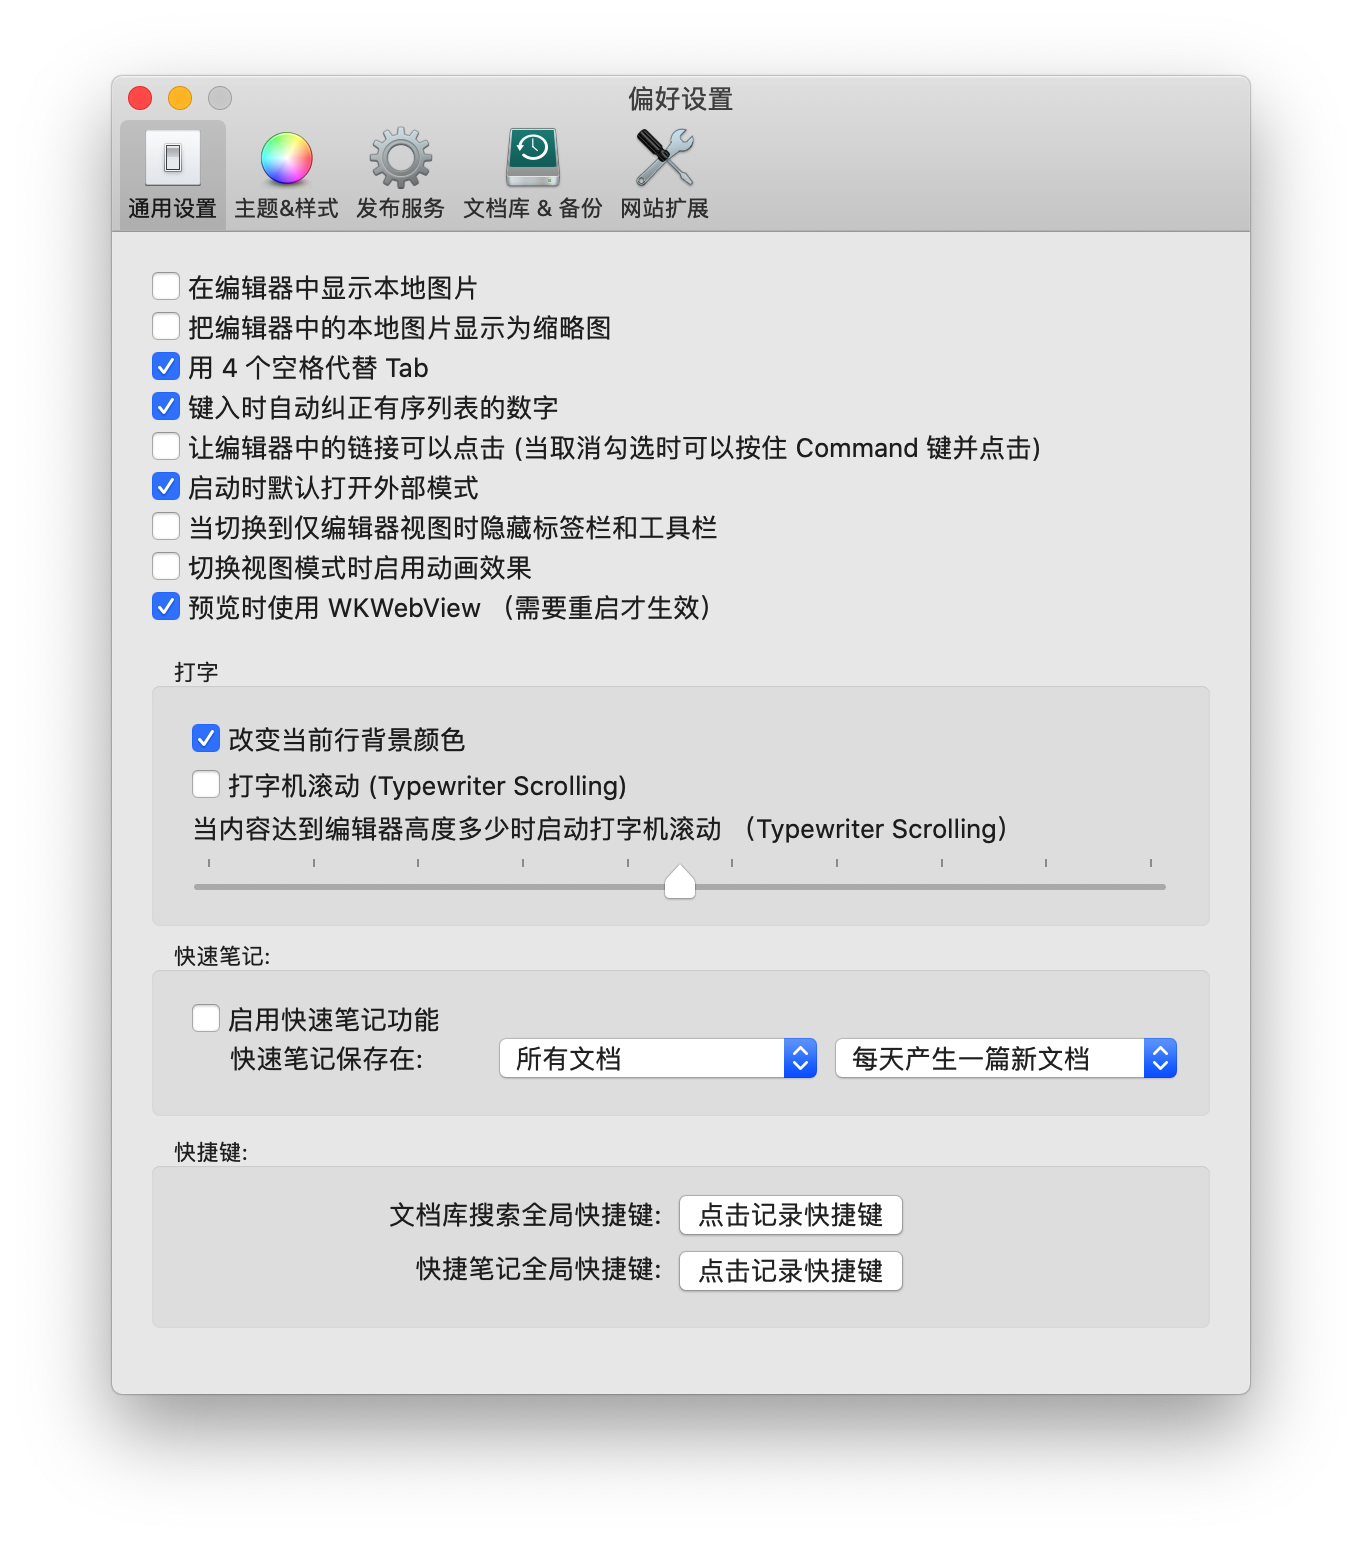 偏好设置
通用设置 主题&样式 发布服务 文档库 & 备份 网站扩展
在编辑器中显示本地图片
把编辑器中的本地图片显示为缩略图
用 4 个空格代替 Tab
键入时自动纠正有序列表的数字
让编辑器中的链接可以点击 (当取消勾选时可以按住 Command 键并点击)
启动时默认打开外部模式
当切换到仅编辑器视图时隐藏标签栏和工具栏
切换视图模式时启用动画效果
预览时使用 WKWebView （需要重启才生效）
打字
改变当前行背景颜色
打字机滚动 (Typewriter Scrolling)
当内容达到编辑器高度多少时启动打字机滚动 （Typewriter Scrolling）
快速笔记:
启用快速笔记功能
快速笔记保存在: 所有文档 每天产生一篇新文档
快捷键:
文档库搜索全局快捷键: 点击记录快捷键
快捷笔记全局快捷键: 点击记录快捷键